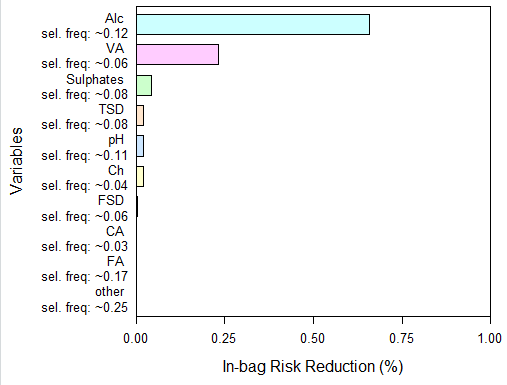 Alc
sel. freq: ~0.12
VA
sel. freq: ~0.06
Sulphates
sel. freq: ~0.08
TSD
sel. freq: ~0.08
pH
sel. freq: ~0.11
Ch
sel. freq: ~0.04
FSD
sel. freq: ~0.06
CA
sel. freq: ~0.03
FA
sel. freq: ~0.17
other
sel. freq: ~0.25
Variables
0.00 0.25 0.50 0.75 1.00
In-bag Risk Reduction (%)